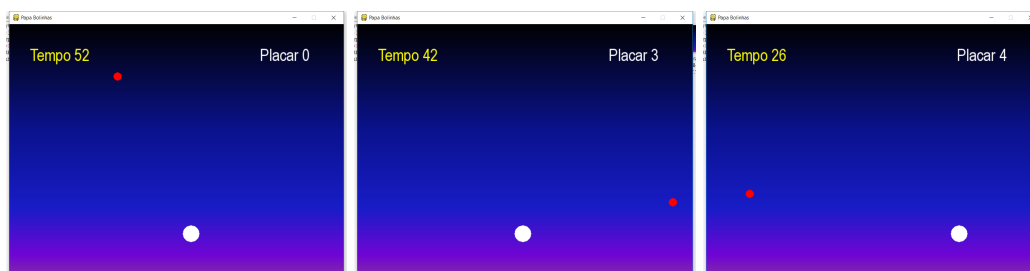 Papa Bolinhas
Tempo 52
Placar 0
Papa Bolinhas
Tempo 42
Placar 3
Papa Bolinhas
Tempo 26
Placar 4